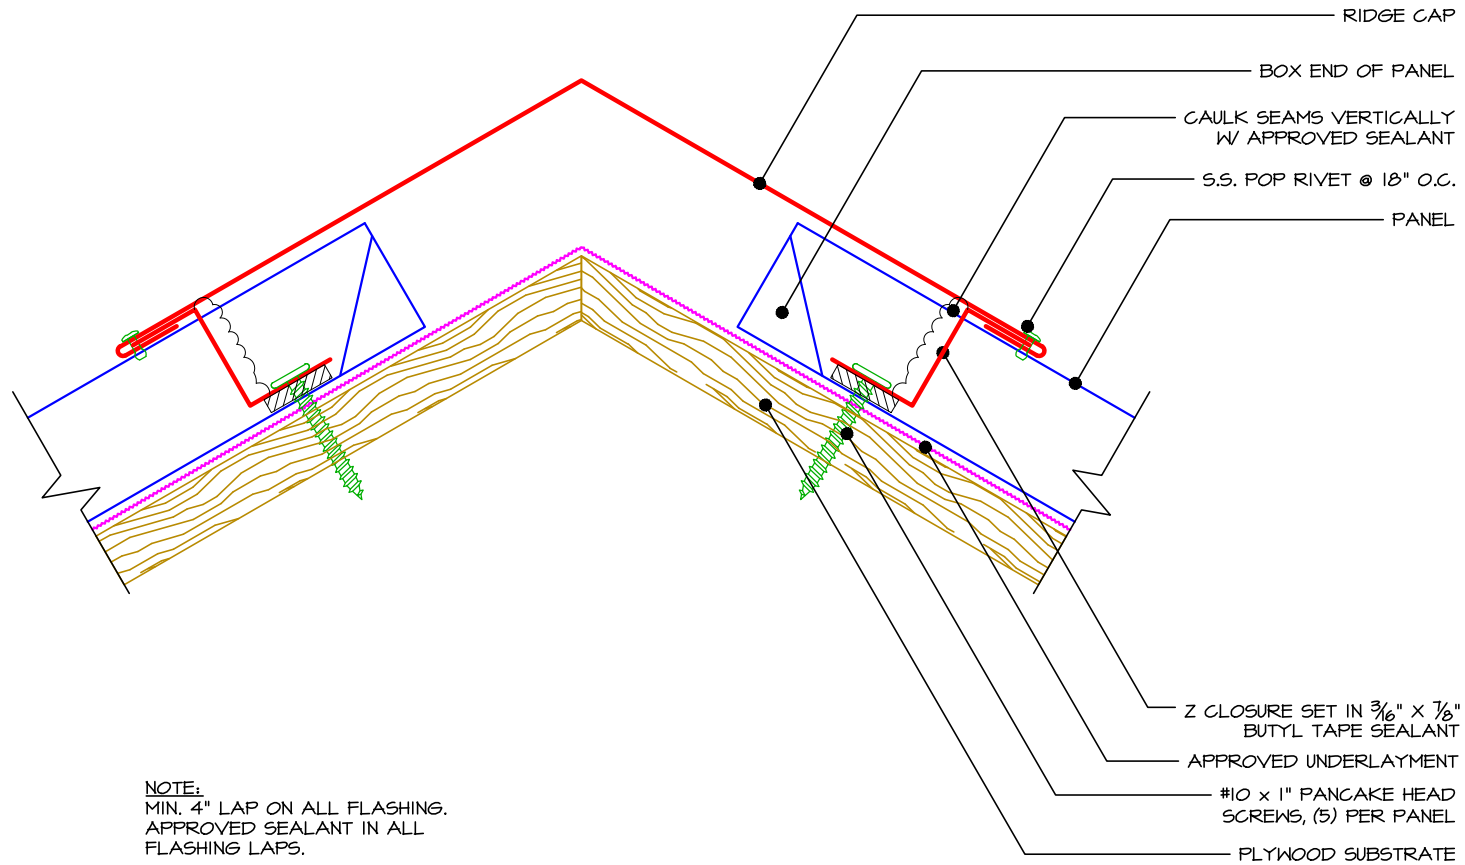 RIDGE CAP
BOX END OF PANEL
CAULK SEAMS VERTICALLY
W/ APPROVED SEALANT
S.S. POP RIVET @ 18" O.C.
PANEL
Z CLOSURE SET IN 3/16" X 7/8"
BUTYL TAPE SEALANT
APPROVED UNDERLAYMENT
#10 x 1" PANCAKE HEAD
SCREWS, (5) PER PANEL
PLYWOOD SUBSTRATE
NOTE:
MIN. 4" LAP ON ALL FLASHING.
APPROVED SEALANT IN ALL
FLASHING LAPS.